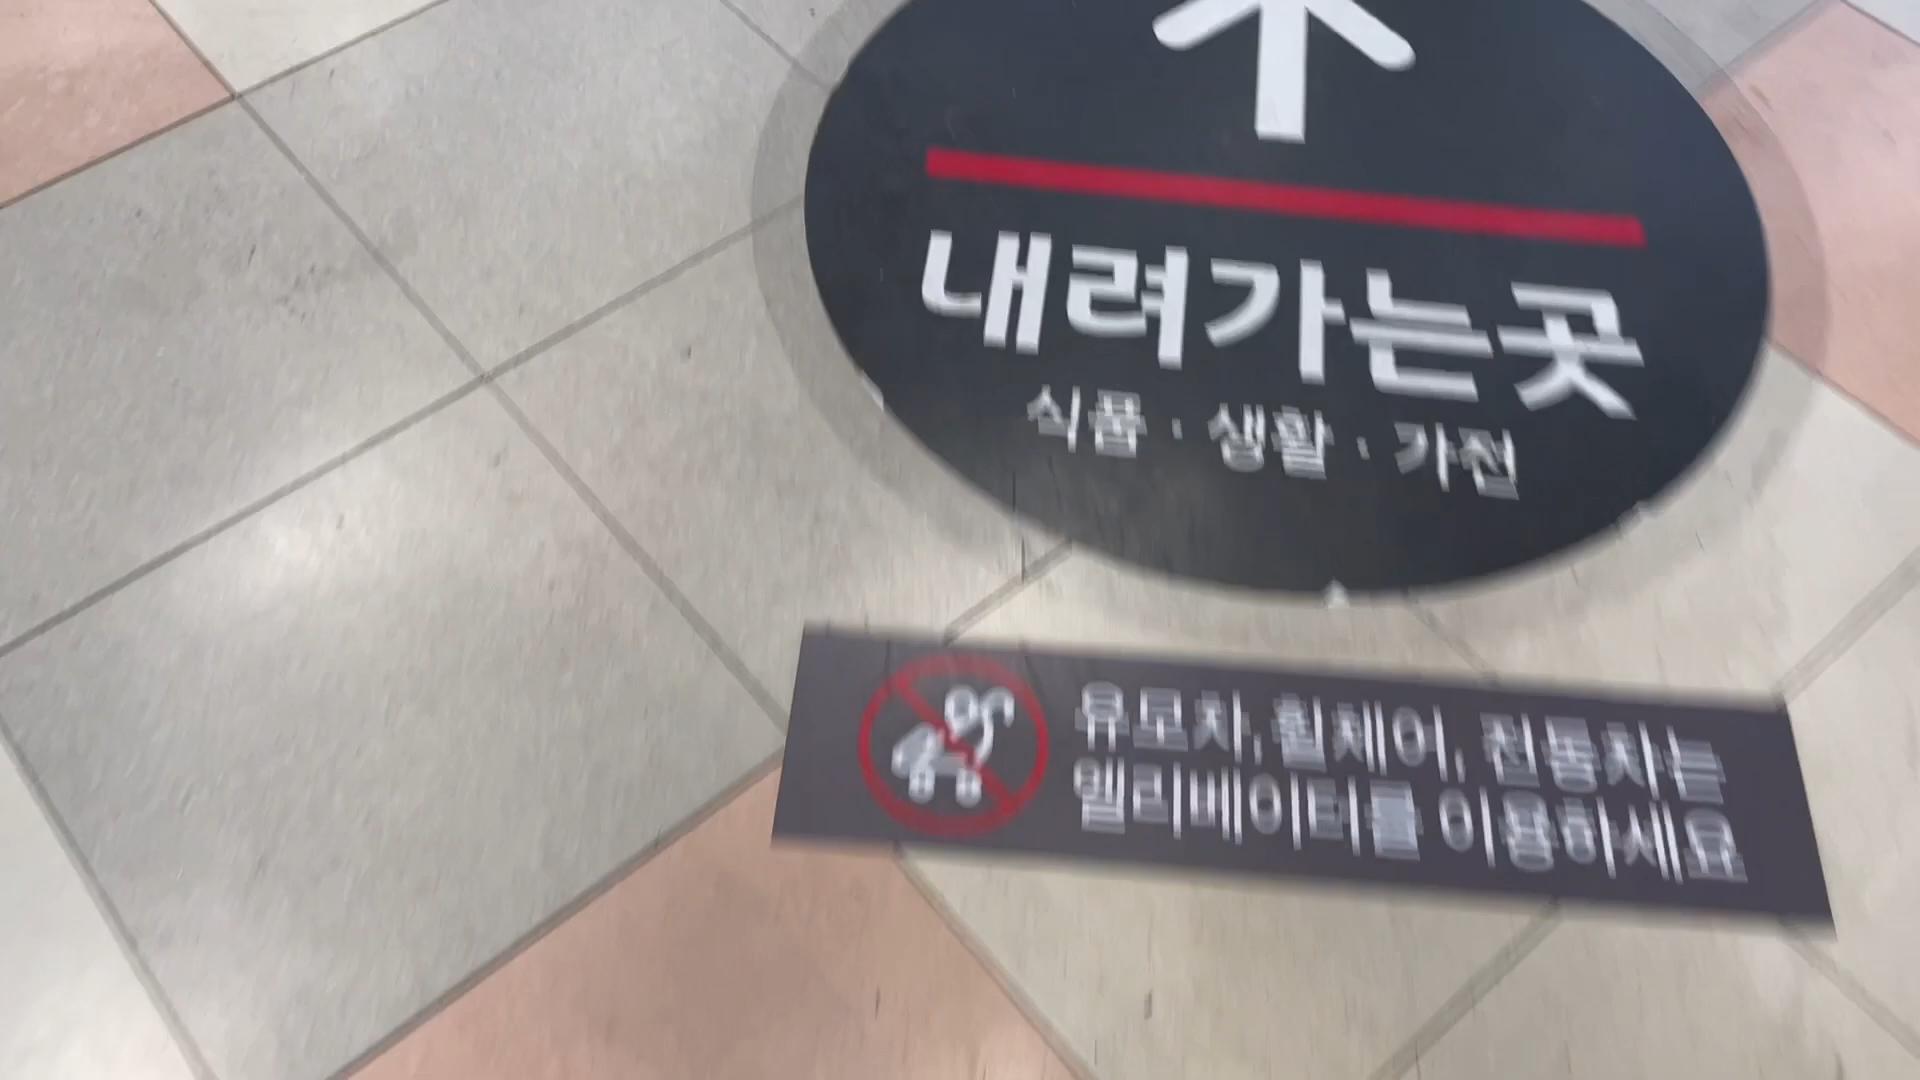 내려가는곳
식품 · 생활 · 가전
유모차, 휠체어, 전동차는
엘리베이터를 이용하세요